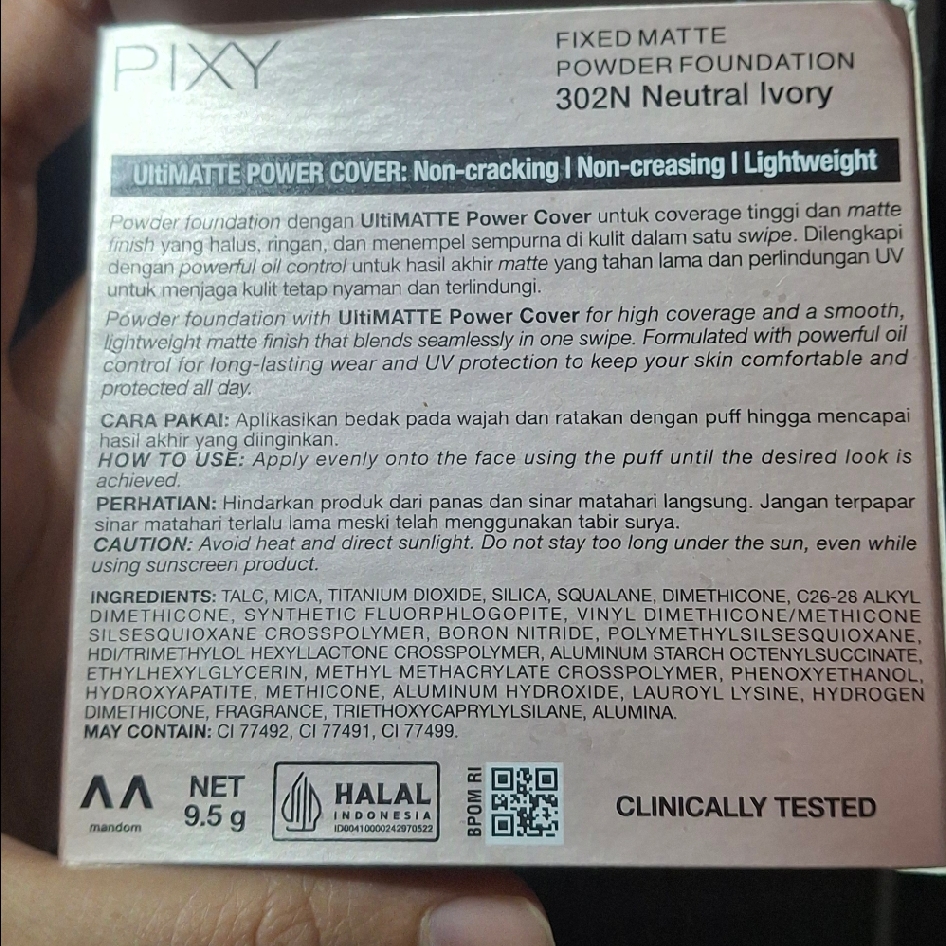 PIXY
FIXED MATTE
POWDER FOUNDATION
302N Neutral Ivory
UltiMATTE POWER COVER: Non-cracking | Non-creasing | Lightweight
Powder foundation dengan UltiMATTE Power Cover untuk coverage tinggi dan matte
finish yang halus, ringan, dan menempel sempurna di kulit dalam satu swipe. Dilengkapi
dengan powerful oil control untuk hasil akhir matte yang tahan lama dan perlindungan UV
untuk menjaga kulit tetap nyaman dan terlindungi.
Powder foundation with UltiMATTE Power Cover for high coverage and a smooth,
lightweight matte finish that blends seamlessly in one swipe. Formulated with powerful oil
control for long-lasting wear and UV protection to keep your skin comfortable and
protected all day.
CARA PAKAI: Aplikasikan bedak pada wajah dan ratakan dengan puff hingga mencapai
hasil akhir yang diinginkan.
HOW TO USE: Apply evenly onto the face using the puff until the desired look is
achieved.
PERHATIAN: Hindarkan produk dari panas dan sinar matahari langsung. Jangan terpapar
sinar matahari terlalu lama meski telah menggunakan tabir surya.
CAUTION: Avoid heat and direct sunlight. Do not stay too long under the sun, even while
using sunscreen product.
INGREDIENTS: TALC, MICA, TITANIUM DIOXIDE, SILICA, SQUALANE, DIMETHICONE, C26-28 ALKYL
DIMETHICONE, SYNTHETIC FLUORPHLOGOPITE, VINYL DIMETHICONE/METHICONE
SILSESQUIOXANE CROSSPOLYMER, BORON NITRIDE, POLYMETHYLSILSESQUIOXANE,
HDI/TRIMETHYLOL HEXYLLACTONE CROSSPOLYMER, ALUMINUM STARCH OCTENYLSUCCINATE,
ETHYLHEXYLGLYCERIN, METHYL METHACRYLATE CROSSPOLYMER, PHENOXYETHANOL,
HYDROXYAPATITE, METHICONE, ALUMINUM HYDROXIDE, LAUROYL LYSINE, HYDROGEN
DIMETHICONE, FRAGRANCE, TRIETHOXYCAPRYLYLSILANE, ALUMINA.
MAY CONTAIN: CI 77492, CI 77491, CI 77499.
mandom
NET
9.5 g
HALAL
INDONESIA
ID00410000242970522
BPOM RI
CLINICALLY TESTED